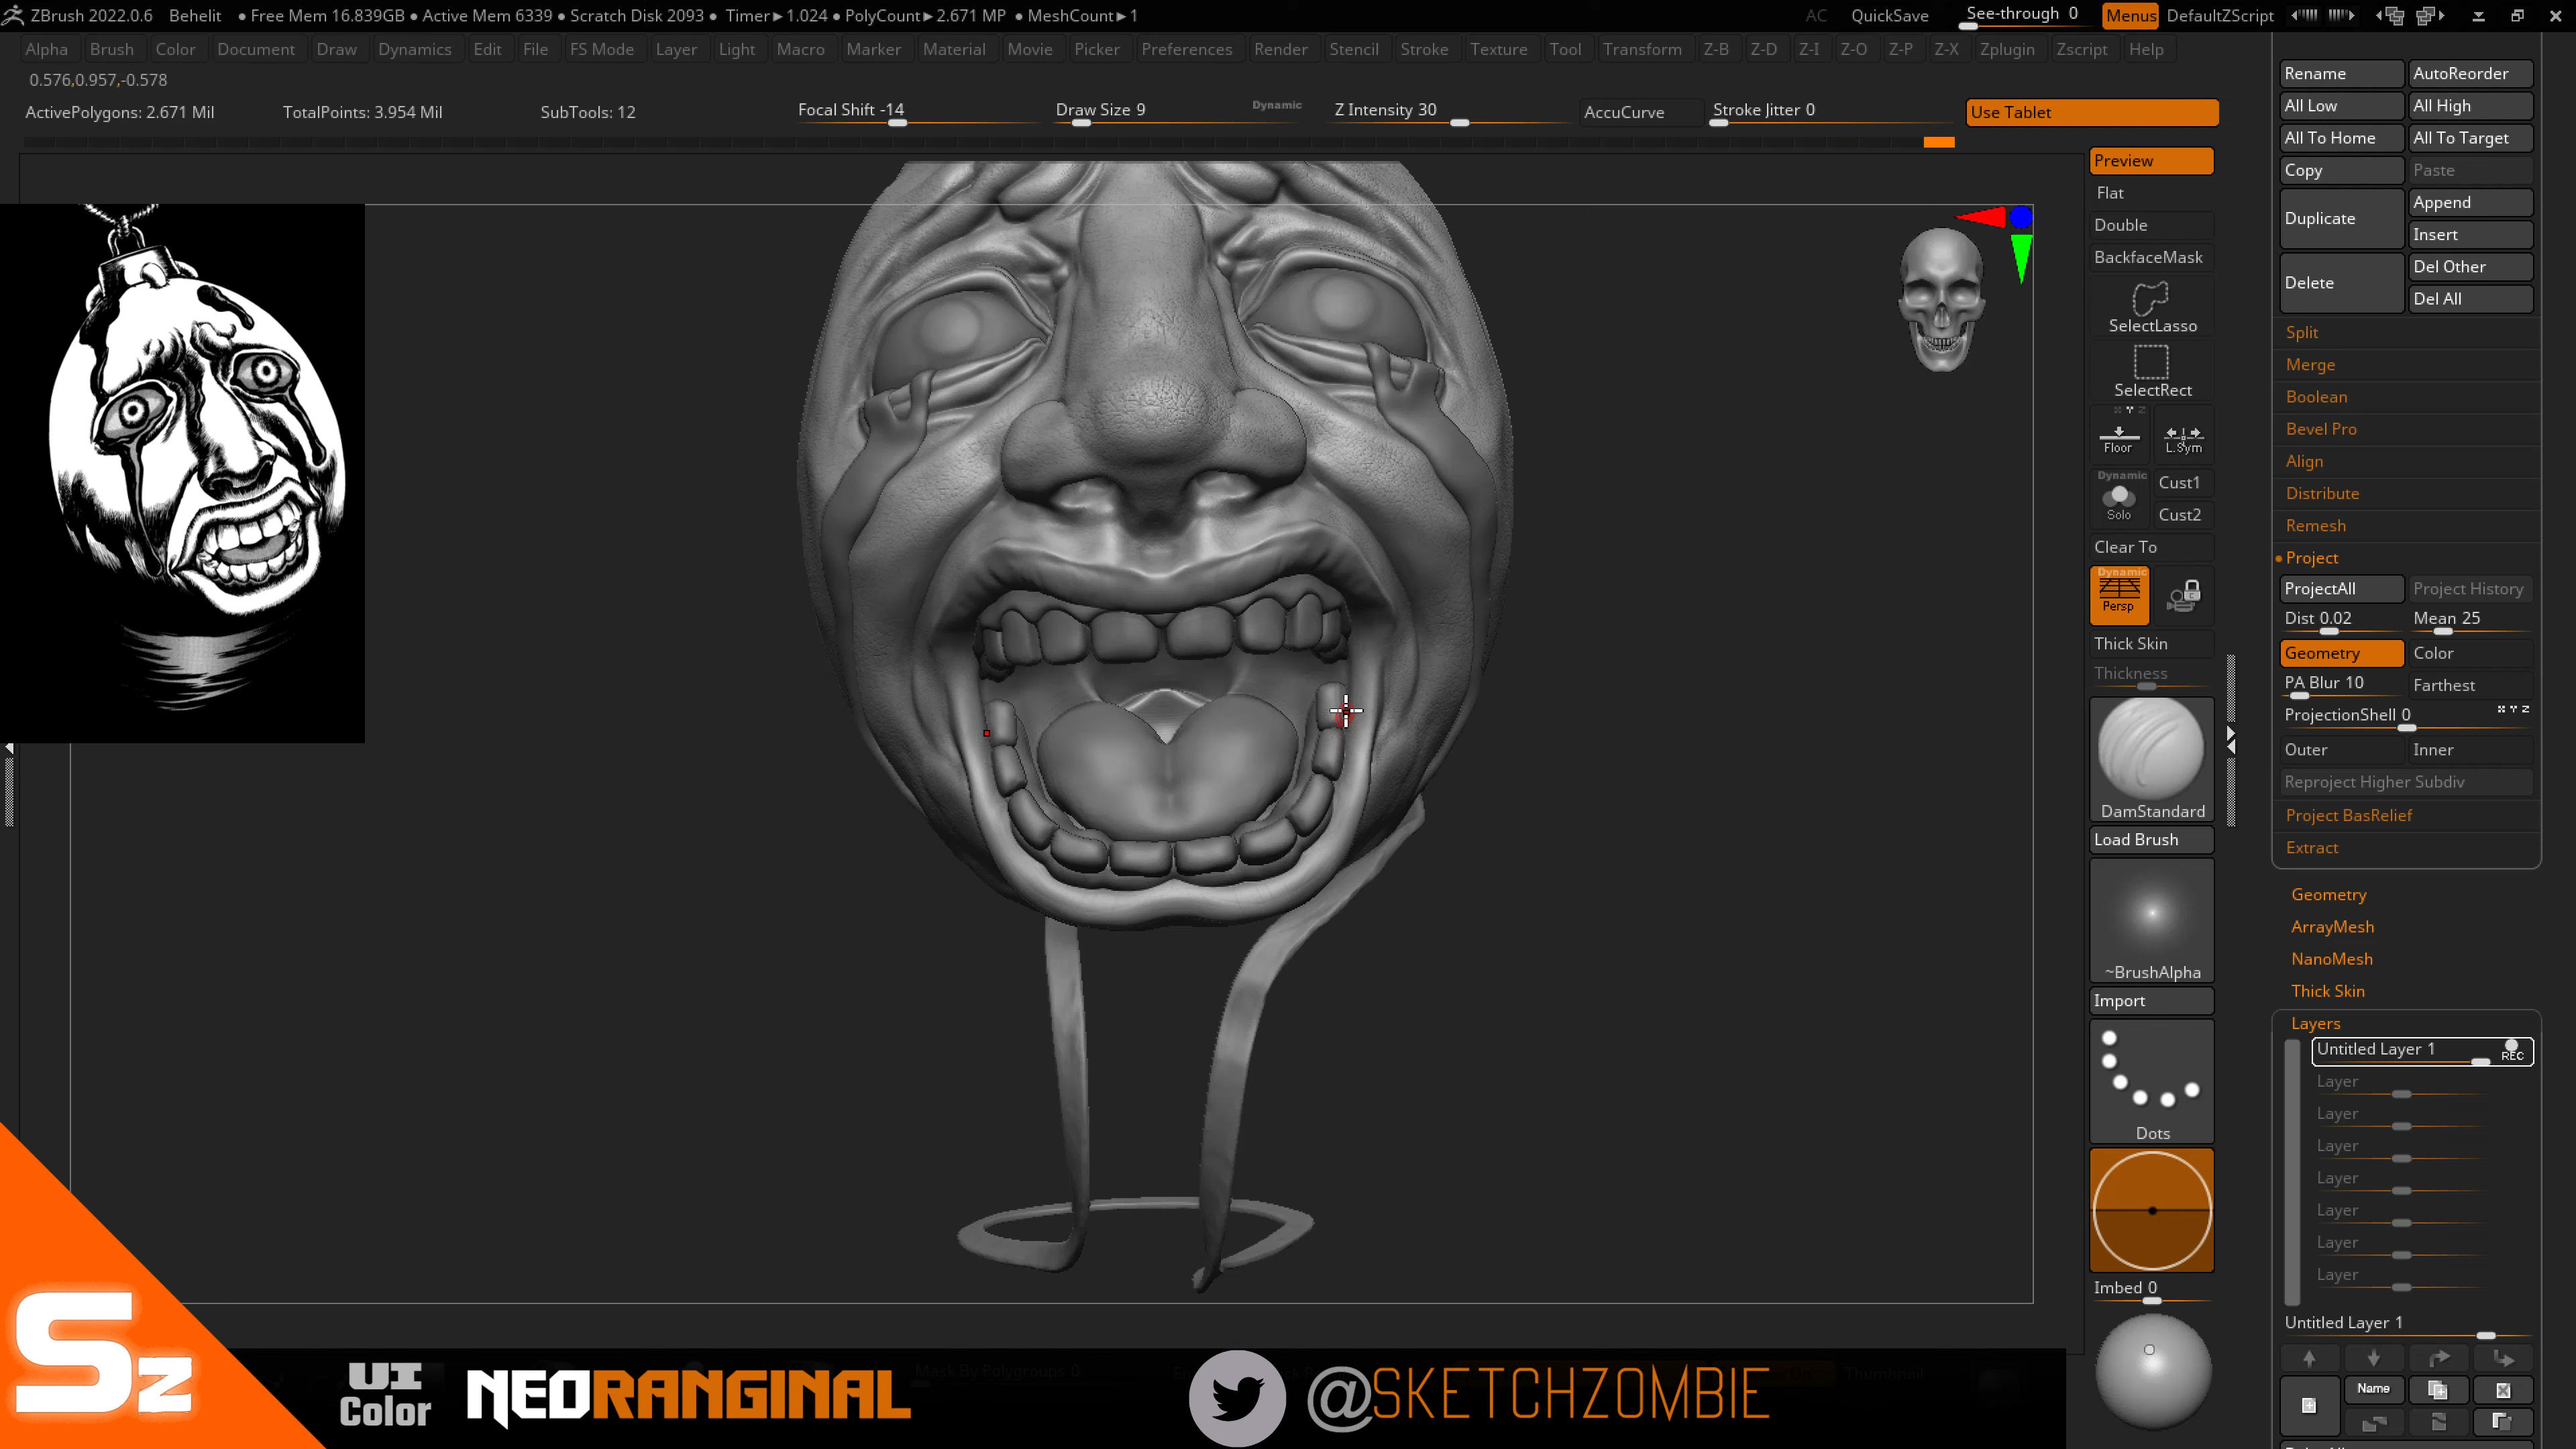 ZBrush 2022.0.6 Behelit ● Free Mem 16.839GB ● Active Mem 6339 ● Scratch Disk 2093 ● Timer►1.024 ● PolyCount►2.671 MP ● MeshCount►1 AC QuickSave See-through 0 Menus DefaultZScript
Alpha Brush Color Document Draw Dynamics Edit File FS Mode Layer Light Macro Marker Material Movie Picker Preferences Render Stencil Stroke Texture Tool Transform Z-B Z-D Z-I Z-O Z-P Z-X Zplugin Zscript Help
0.576,0.957,-0.578
ActivePolygons: 2.671 Mil TotalPoints: 3.954 Mil SubTools: 12 Focal Shift -14 Draw Size 9 Dynamic Z Intensity 30 AccuCurve Stroke Jitter 0 Use Tablet
Preview
Flat
Double
BackfaceMask
SelectLasso
SelectRect
X Y Z
Floor L.Sym
Dynamic
Solo
Cust1
Cust2
Clear To
Dynamic
Persp
Thick Skin
Thickness
DamStandard
Load Brush
~BrushAlpha
Import
Dots
Imbed 0
Rename AutoReorder
All Low All High
All To Home All To Target
Copy Paste
Duplicate Append
Insert
Delete Del Other
Del All
Split
Merge
Boolean
Bevel Pro
Align
Distribute
Remesh
Project
ProjectAll Project History
Dist 0.02 Mean 25
Geometry Color
PA Blur 10 Farthest
ProjectionShell 0 X Y Z
Outer Inner
Reproject Higher Subdiv
Project BasRelief
Extract
Geometry
ArrayMesh
NanoMesh
Thick Skin
Layers
Untitled Layer 1 REC
Layer
Layer
Layer
Layer
Layer
Layer
Layer
Untitled Layer 1
Name
Mask By Polygroups 0 Thumbnail
Sz
UI
Color
NEORANGINAL
@SKETCHZOMBIE